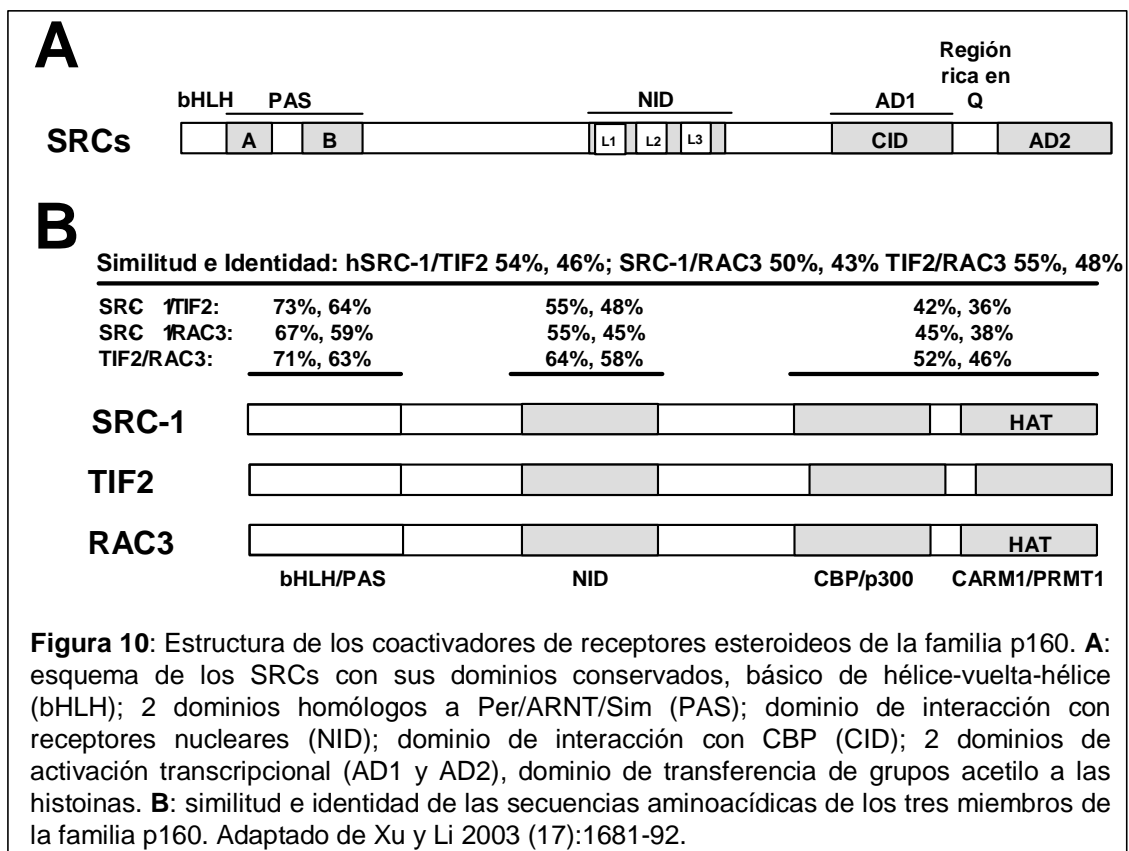 A
Región
rica en
bHLH PAS NID AD1 Q
SRCs A B L1 L2 L3 CID AD2
B
Similitud e Identidad: hSRC-1/TIF2 54%, 46%; SRC-1/RAC3 50%, 43% TIF2/RAC3 55%, 48%
SRC-1/TIF2: 73%, 64% 55%, 48% 42%, 36%
SRC-1/RAC3: 67%, 59% 55%, 45% 45%, 38%
TIF2/RAC3: 71%, 63% 64%, 58% 52%, 46%
SRC-1 HAT
TIF2
RAC3 HAT
bHLH/PAS NID CBP/p300 CARM1/PRMT1
Figura 10: Estructura de los coactivadores de receptores esteroideos de la familia p160. A:
esquema de los SRCs con sus dominios conservados, básico de hélice-vuelta-hélice
(bHLH); 2 dominios homólogos a Per/ARNT/Sim (PAS); dominio de interacción con
receptores nucleares (NID); dominio de interacción con CBP (CID); 2 dominios de
activación transcripcional (AD1 y AD2), dominio de transferencia de grupos acetilo a las
histoinas. B: similitud e identidad de las secuencias aminoacídicas de los tres miembros de
la familia p160. Adaptado de Xu y Li 2003 (17):1681-92.